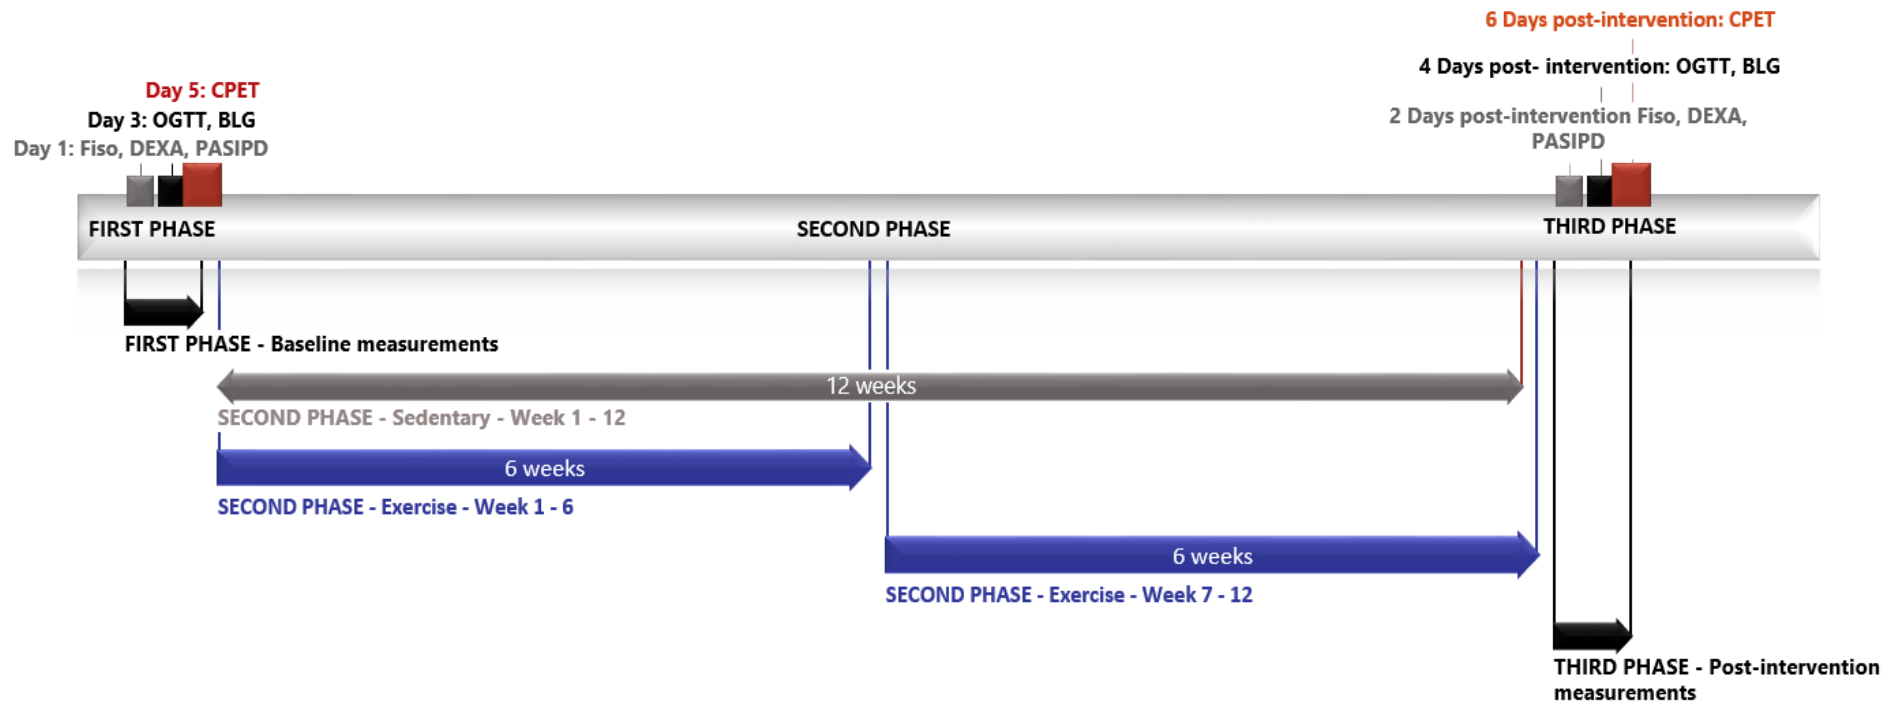 6 Days post-intervention: CPET
4 Days post- intervention: OGTT, BLG
2 Days post-intervention Fiso, DEXA,
PASIPD
Day 5: CPET
Day 3: OGTT, BLG
Day 1: Fiso, DEXA, PASIPD
FIRST PHASE
SECOND PHASE
THIRD PHASE
FIRST PHASE - Baseline measurements
12 weeks
SECOND PHASE - Sedentary - Week 1 - 12
6 weeks
SECOND PHASE - Exercise - Week 1 - 6
6 weeks
SECOND PHASE - Exercise - Week 7 - 12
THIRD PHASE - Post-intervention
measurements